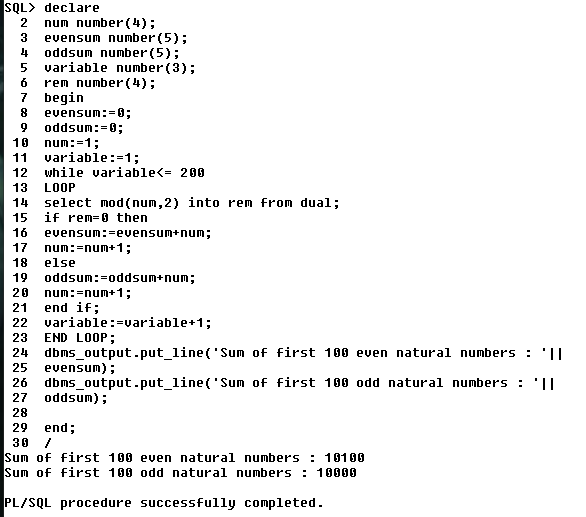 SQL> declare
2 num number(4);
3 evensum number(5);
4 oddsum number(5);
5 variable number(3);
6 rem number(4);
7 begin
8 evensum:=0;
9 oddsum:=0;
10 num:=1;
11 variable:=1;
12 while variable<= 200
13 LOOP
14 select mod(num,2) into rem from dual;
15 if rem=0 then
16 evensum:=evensum+num;
17 num:=num+1;
18 else
19 oddsum:=oddsum+num;
20 num:=num+1;
21 end if;
22 variable:=variable+1;
23 END LOOP;
24 dbms_output.put_line('Sum of first 100 even natural numbers : '||
25 evensum);
26 dbms_output.put_line('Sum of first 100 odd natural numbers : '||
27 oddsum);
28
29 end;
30 /
Sum of first 100 even natural numbers : 10100
Sum of first 100 odd natural numbers : 10000
PL/SQL procedure successfully completed.